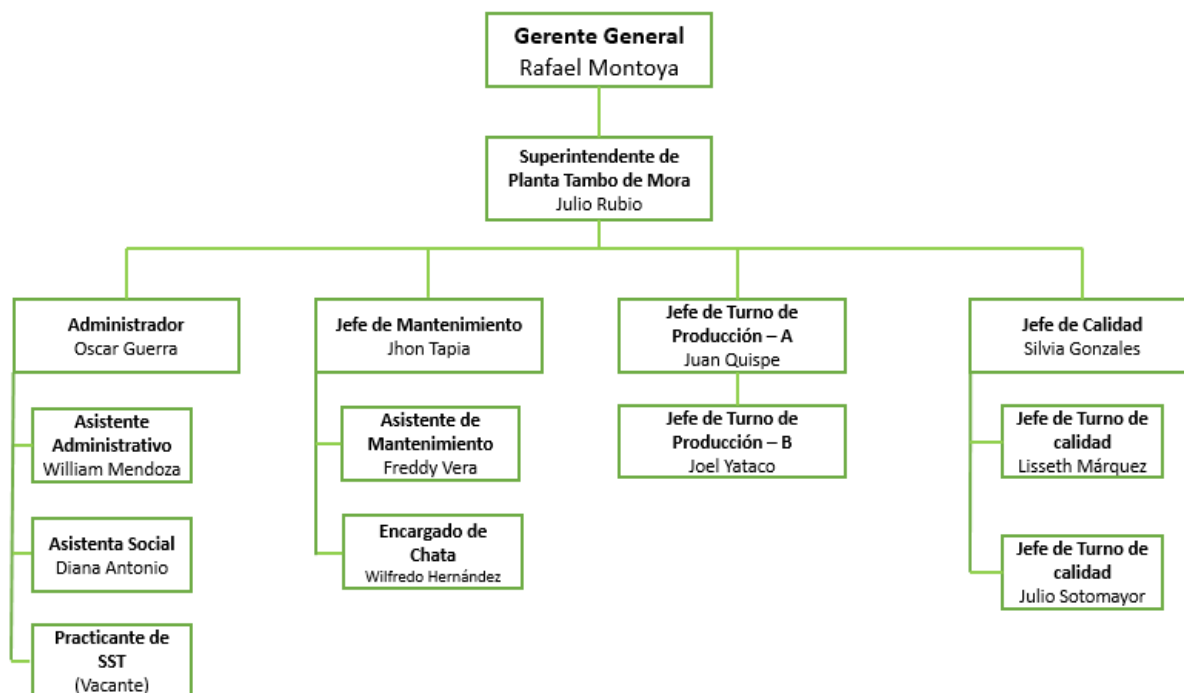 Gerente General
Rafael Montoya
Superintendente de
Planta Tambo de Mora
Julio Rubio
Administrador
Oscar Guerra
Asistente
Administrativo
William Mendoza
Asistenta Social
Diana Antonio
Practicante de
SST
(Vacante)
Jefe de Mantenimiento
Jhon Tapia
Asistente de
Mantenimiento
Freddy Vera
Encargado de
Chata
Wilfredo Hernández
Jefe de Turno de
Producción – A
Juan Quispe
Jefe de Turno de
Producción – B
Joel Yataco
Jefe de Calidad
Silvia Gonzales
Jefe de Turno de
calidad
Lisseth Márquez
Jefe de Turno de
calidad
Julio Sotomayor